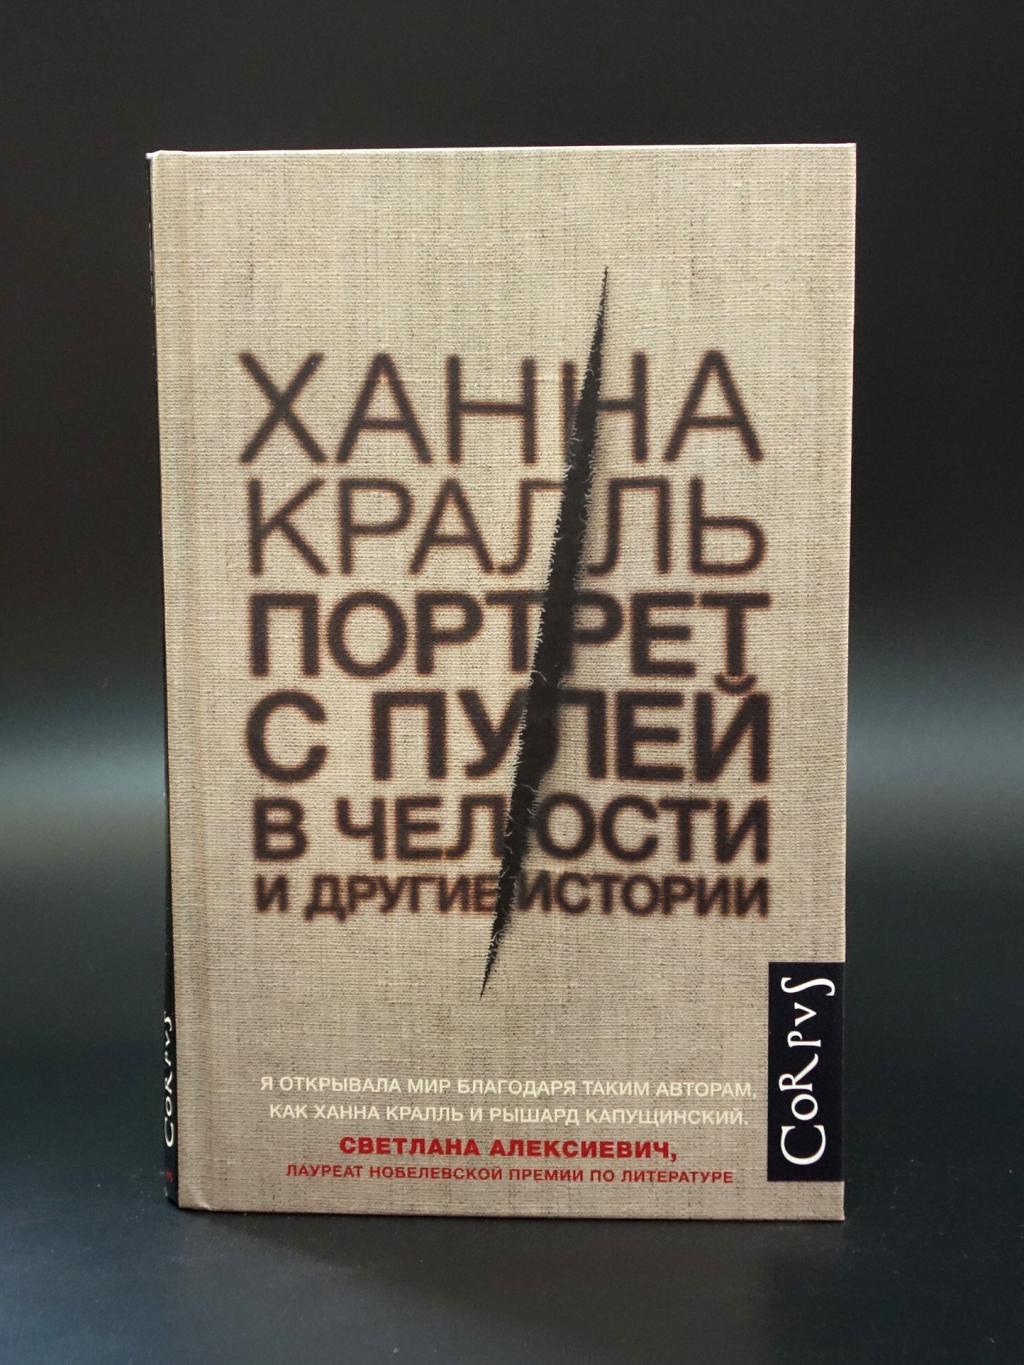 ХАННА
КРАЛЛЬ
ПОРТРЕТ
С ПУЛЕЙ
В ЧЕЛЮСТИ
И ДРУГИЕ ИСТОРИИ
Я ОТКРЫВАЛА МИР БЛАГОДАРЯ ТАКИМ АВТОРАМ,
КАК ХАННА КРАЛЛЬ И РЫШАРД КАПУЩИНСКИЙ.
СВЕТЛАНА АЛЕКСИЕВИЧ,
ЛАУРЕАТ НОБЕЛЕВСКОЙ ПРЕМИИ ПО ЛИТЕРАТУРЕ
CORPVS
CORPVS